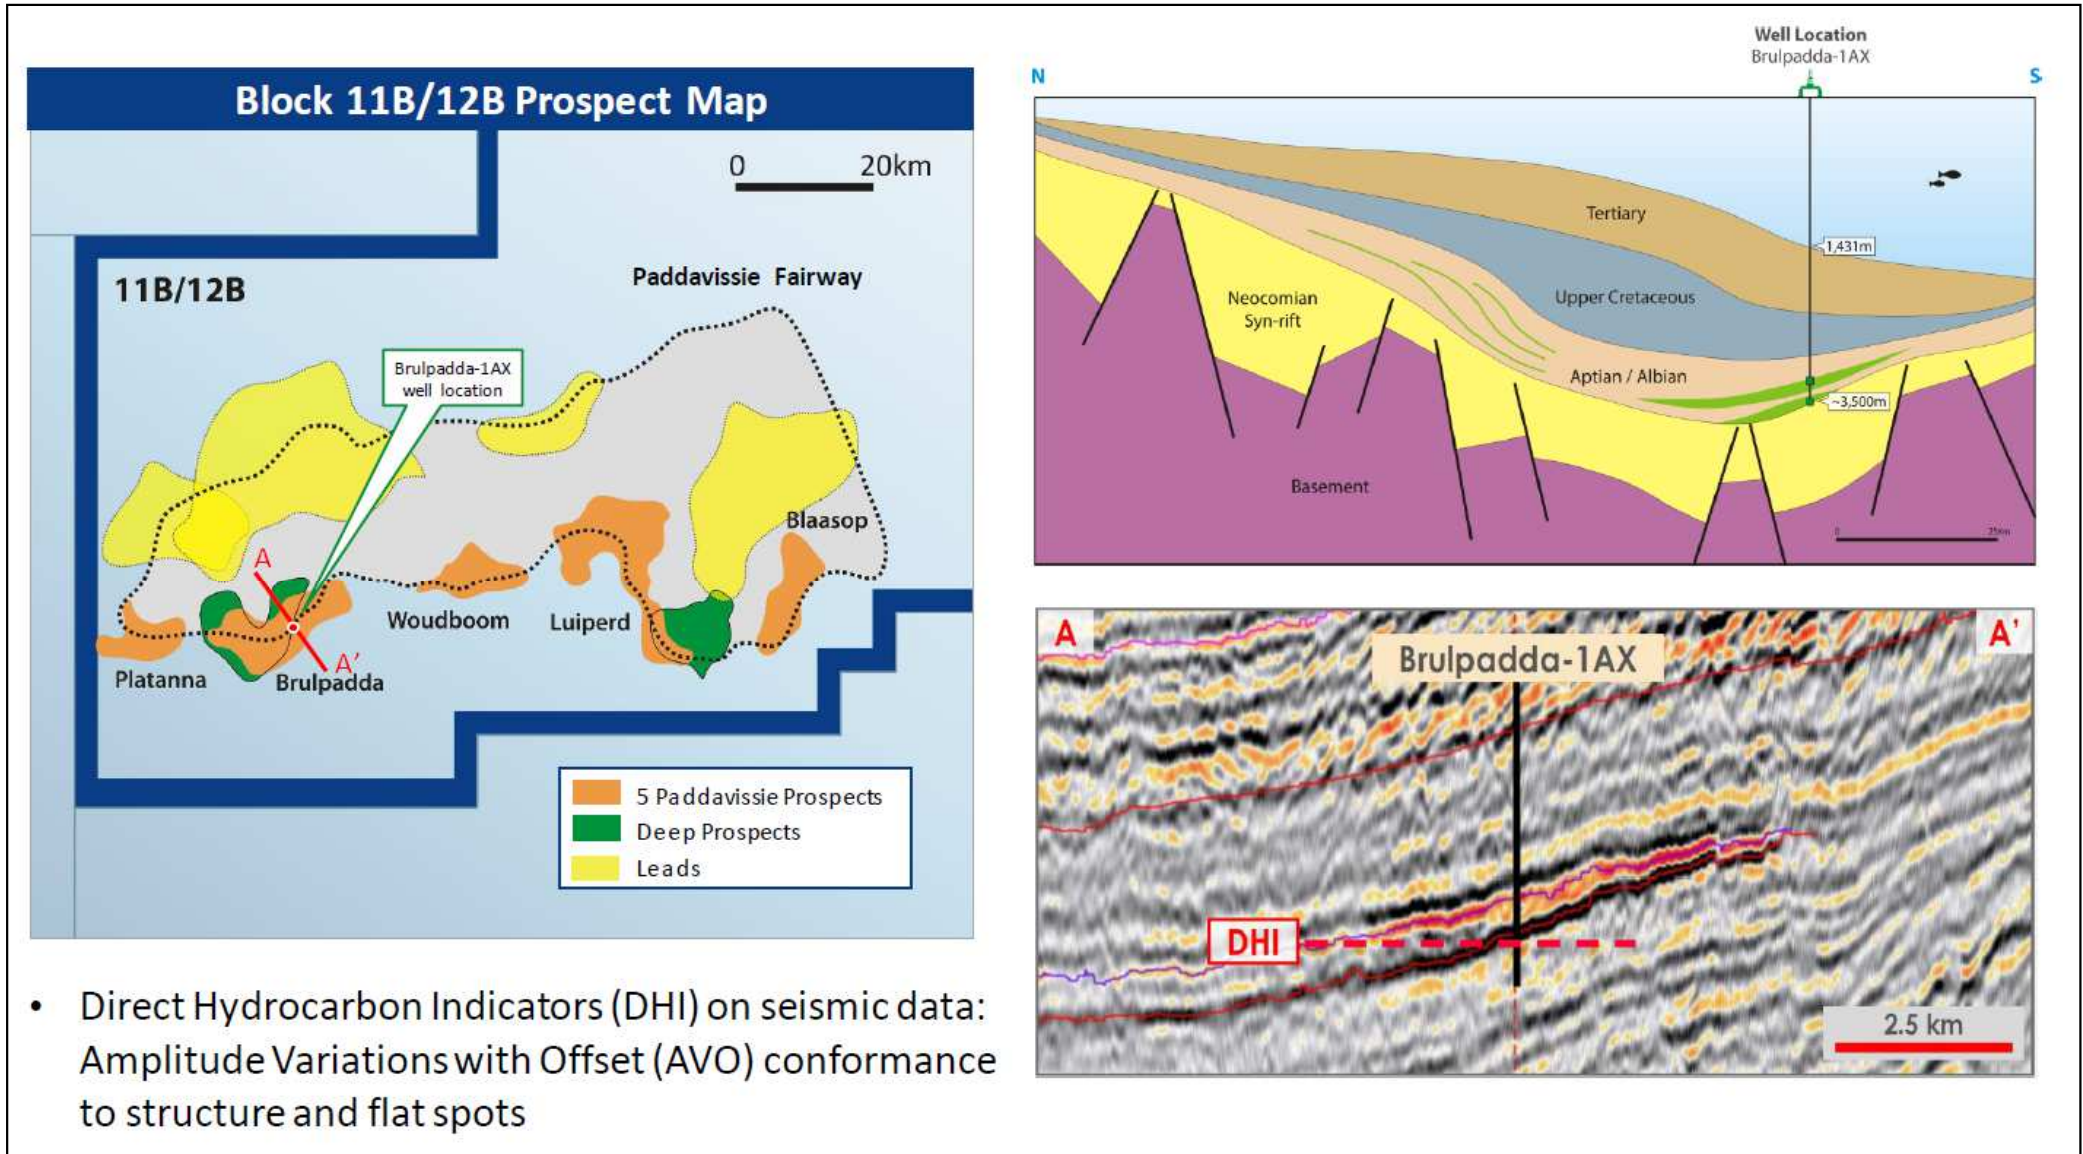 Block 11B/12B Prospect Map
0 20km
11B/12B
Paddavissie Fairway
Brulpadda-1AX
well location
Blaasop
A
Woudboom
Luiperd
A'
Platanna
Brulpadda
5 Paddavissie Prospects
Deep Prospects
Leads
Well Location
Brulpadda-1AX
N
S
Tertiary
1,431m
Neocomian
Syn-rift
Upper Cretaceous
Aptian / Albian
~3,500m
Basement
0 25km
A
A'
Brulpadda-1AX
DHI
2.5 km
• Direct Hydrocarbon Indicators (DHI) on seismic data:
Amplitude Variations with Offset (AVO) conformance
to structure and flat spots